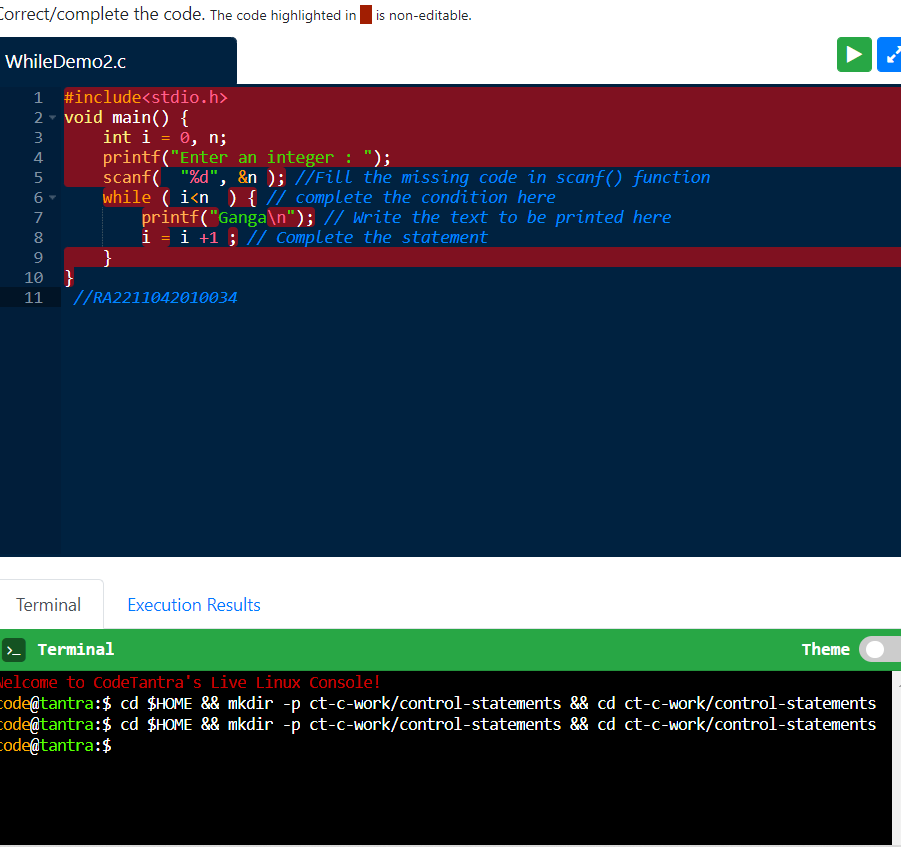 Correct/complete the code. The code highlighted in is non-editable.
WhileDemo2.c
1 #include<stdio.h>
2 void main() {
3 int i = 0, n;
4 printf("Enter an integer : ");
5 scanf( "%d", &n ); //Fill the missing code in scanf() function
6 while ( i<n ) { // complete the condition here
7 printf("Ganga\n"); // Write the text to be printed here
8 i = i +1 ; // Complete the statement
9 }
10 }
11 //RA2211042010034
Terminal Execution Results
>_ Terminal Theme
Welcome to CodeTantra's Live Linux Console!
code@tantra:$ cd $HOME && mkdir -p ct-c-work/control-statements && cd ct-c-work/control-statements
code@tantra:$ cd $HOME && mkdir -p ct-c-work/control-statements && cd ct-c-work/control-statements
code@tantra:$